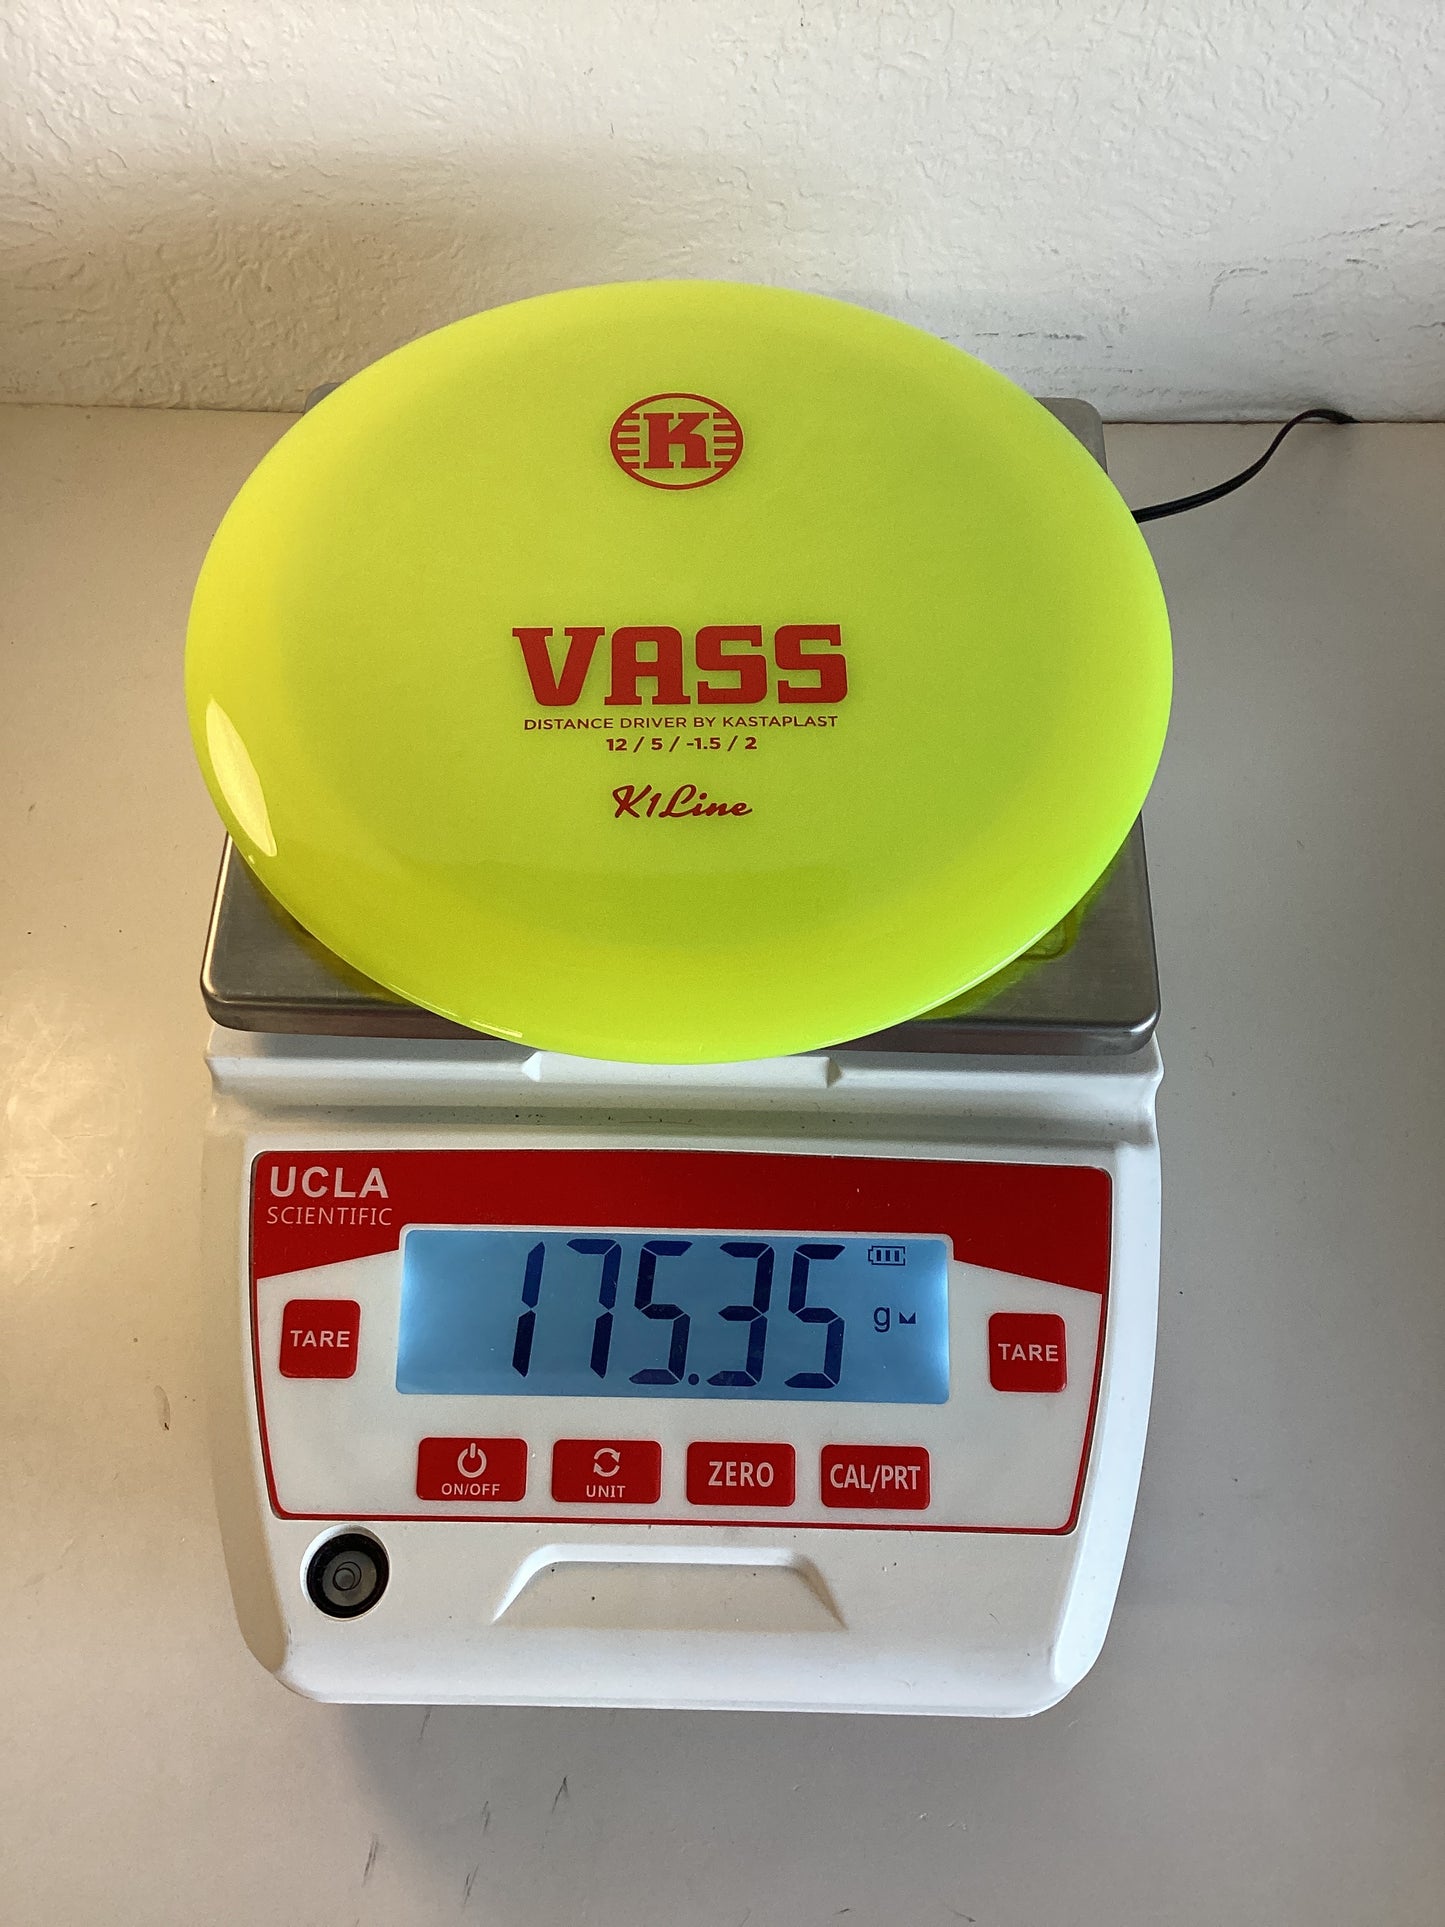 K
VASS
DISTANCE DRIVER BY KASTAPLAST
12 / 5 / -1.5 / 2
K1 Line
UCLA
SCIENTIFIC
175.35 g
TARE
TARE
ON/OFF
UNIT
ZERO
CAL/PRT